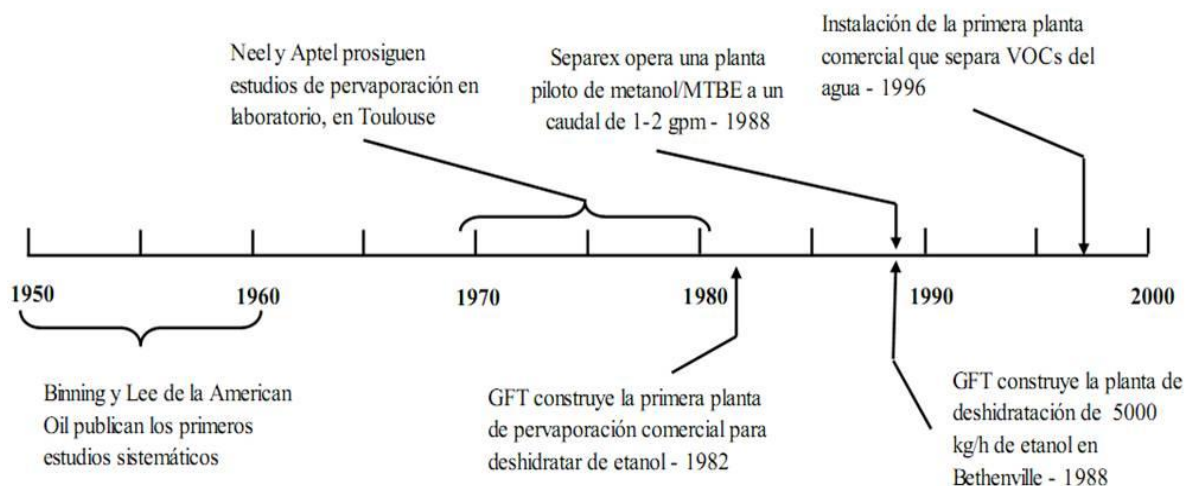 Neel y Aptel prosiguen
estudios de pervaporación en
laboratorio, en Toulouse
Separex opera una planta
piloto de metanol/MTBE a un
caudal de 1-2 gpm - 1988
Instalación de la primera planta
comercial que separa VOCs del
agua - 1996
1950
1960
1970
1980
1990
2000
Binning y Lee de la American
Oil publican los primeros
estudios sistemáticos
GFT construye la primera planta
de pervaporación comercial para
deshidratar de etanol - 1982
GFT construye la planta de
deshidratación de 5000
kg/h de etanol en
Bethenville - 1988